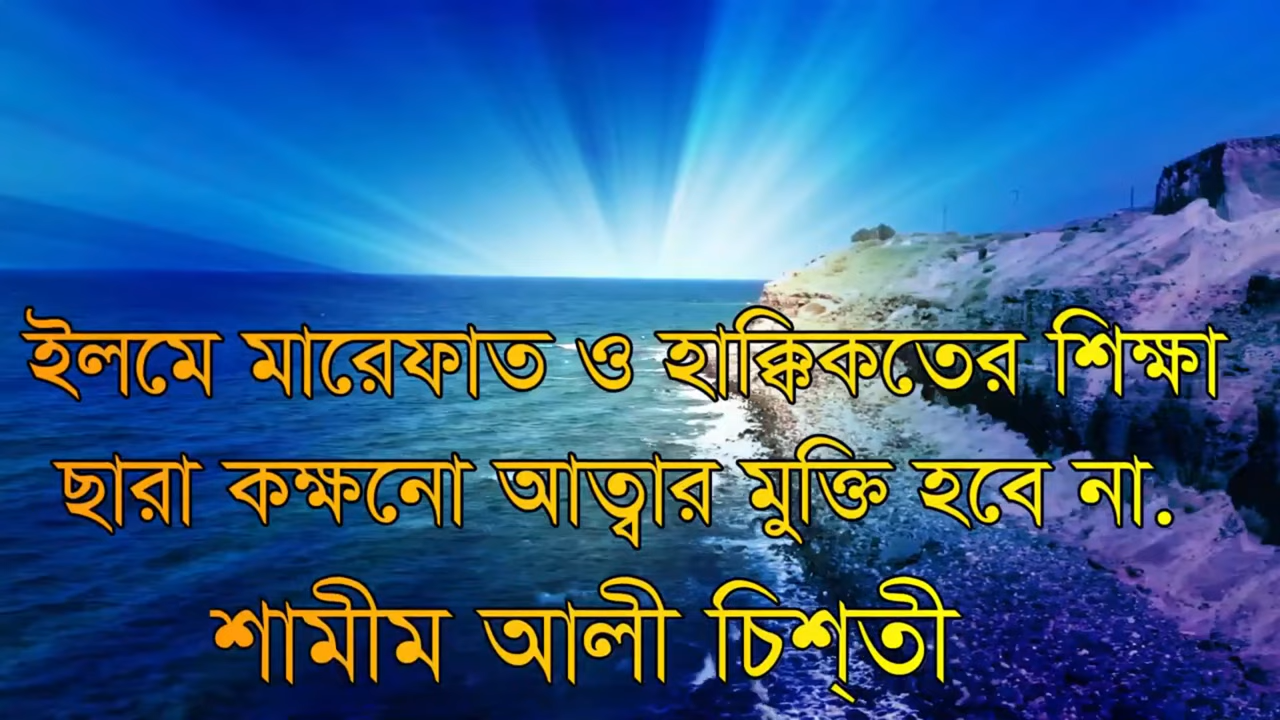 ইলমে মারেফাত ও হাক্কিকতের শিক্ষা
ছারা কক্ষনো আত্বার মুক্তি হবে না.
শামীম আলী চিশ্‌তী